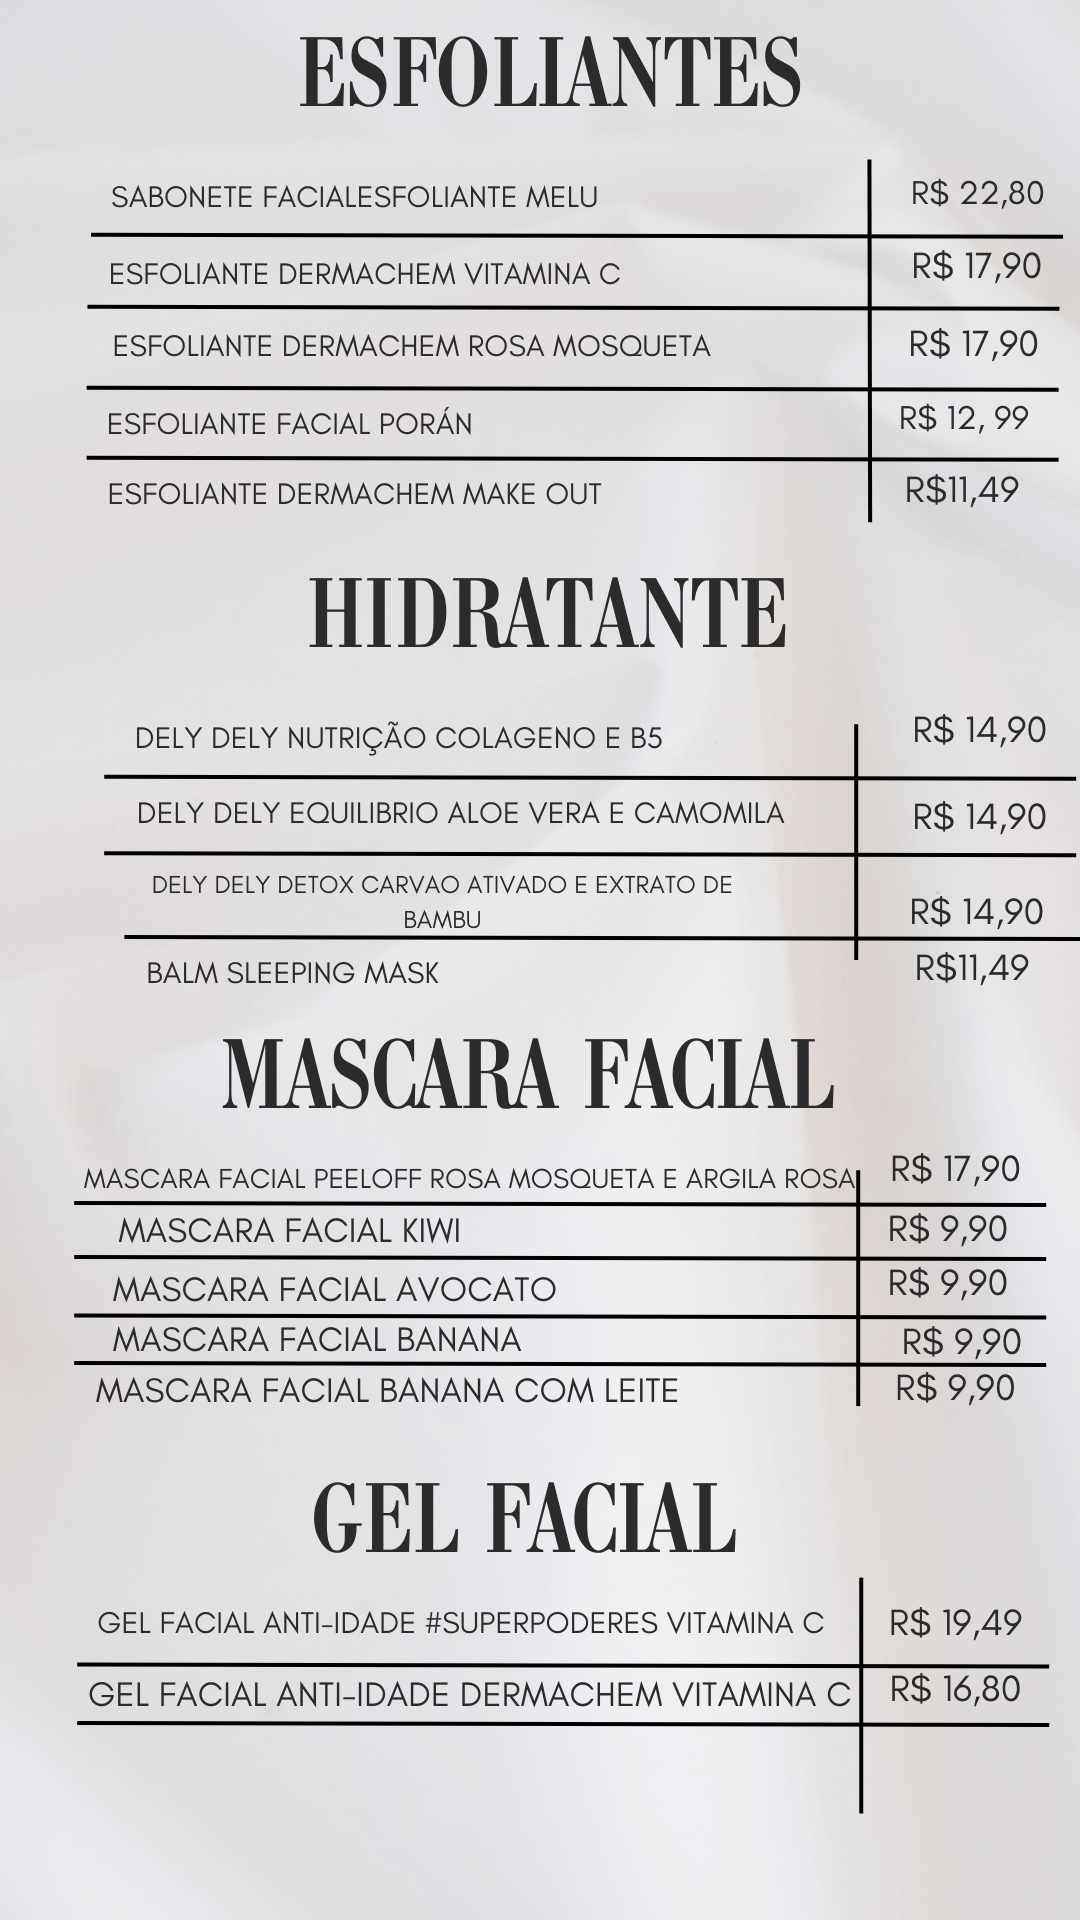 ESFOLIANTES
SABONETE FACIALESFOLIANTE MELU R$ 22,80
ESFOLIANTE DERMACHEM VITAMINA C R$ 17,90
ESFOLIANTE DERMACHEM ROSA MOSQUETA R$ 17,90
ESFOLIANTE FACIAL PORÁN R$ 12, 99
ESFOLIANTE DERMACHEM MAKE OUT R$11,49
HIDRATANTE
DELY DELY NUTRIÇÃO COLAGENO E B5 R$ 14,90
DELY DELY EQUILIBRIO ALOE VERA E CAMOMILA R$ 14,90
DELY DELY DETOX CARVAO ATIVADO E EXTRATO DE
BAMBU R$ 14,90
BALM SLEEPING MASK R$11,49
MASCARA FACIAL
MASCARA FACIAL PEELOFF ROSA MOSQUETA E ARGILA ROSA R$ 17,90
MASCARA FACIAL KIWI R$ 9,90
MASCARA FACIAL AVOCATO R$ 9,90
MASCARA FACIAL BANANA R$ 9,90
MASCARA FACIAL BANANA COM LEITE R$ 9,90
GEL FACIAL
GEL FACIAL ANTI-IDADE #SUPERPODERES VITAMINA C R$ 19,49
GEL FACIAL ANTI-IDADE DERMACHEM VITAMINA C R$ 16,80